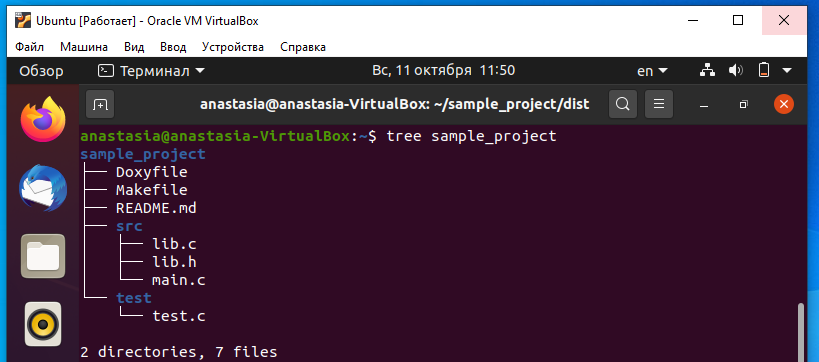 Ubuntu [Работает] - Oracle VM VirtualBox
Файл Машина Вид Ввод Устройства Справка
Обзор Терминал Вс, 11 октября 11:50 en
anastasia@anastasia-VirtualBox: ~/sample_project/dist
anastasia@anastasia-VirtualBox:~$ tree sample_project
sample_project
├── Doxyfile
├── Makefile
├── README.md
├── src
│   ├── lib.c
│   ├── lib.h
│   └── main.c
└── test
    └── test.c
2 directories, 7 files